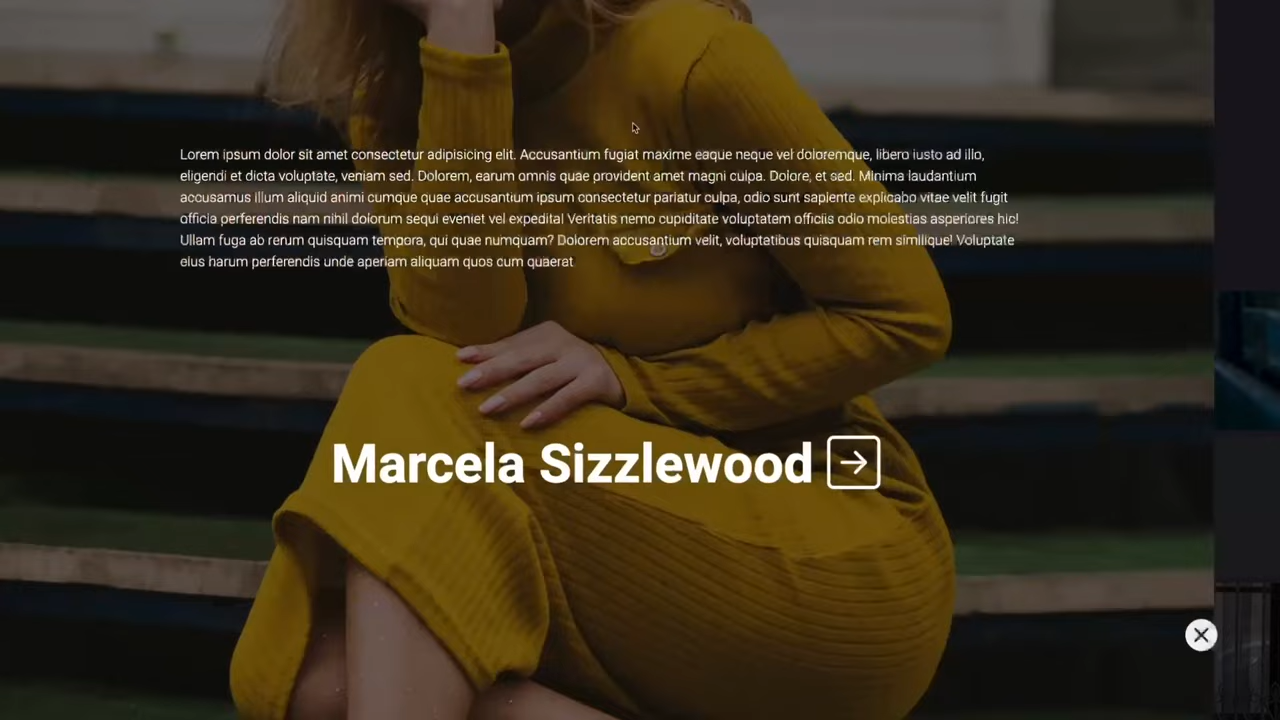 Lorem ipsum dolor sit amet consectetur adipisicing elit. Accusantium fugiat maxime eaque neque vel doloremque, libero iusto ad illo,
eligendi et dicta voluptate, veniam sed. Dolorem, earum omnis quae provident amet magni culpa. Dolore, et sed. Minima laudantium
accusamus illum aliquid animi cumque quae accusantium ipsum consectetur pariatur culpa, odio sunt sapiente explicabo vitae velit fugit
officia perferendis nam nihil dolorum sequi eveniet vel expedita! Veritatis nemo cupiditate voluptatem officiis odio molestias asperiores hic!
Ullam fuga ab rerum quisquam tempora, qui quae numquam? Dolorem accusantium velit, voluptatibus quisquam rem similique! Voluptate
eius harum perferendis unde aperiam aliquam quos cum quaerat
Marcela Sizzlewood